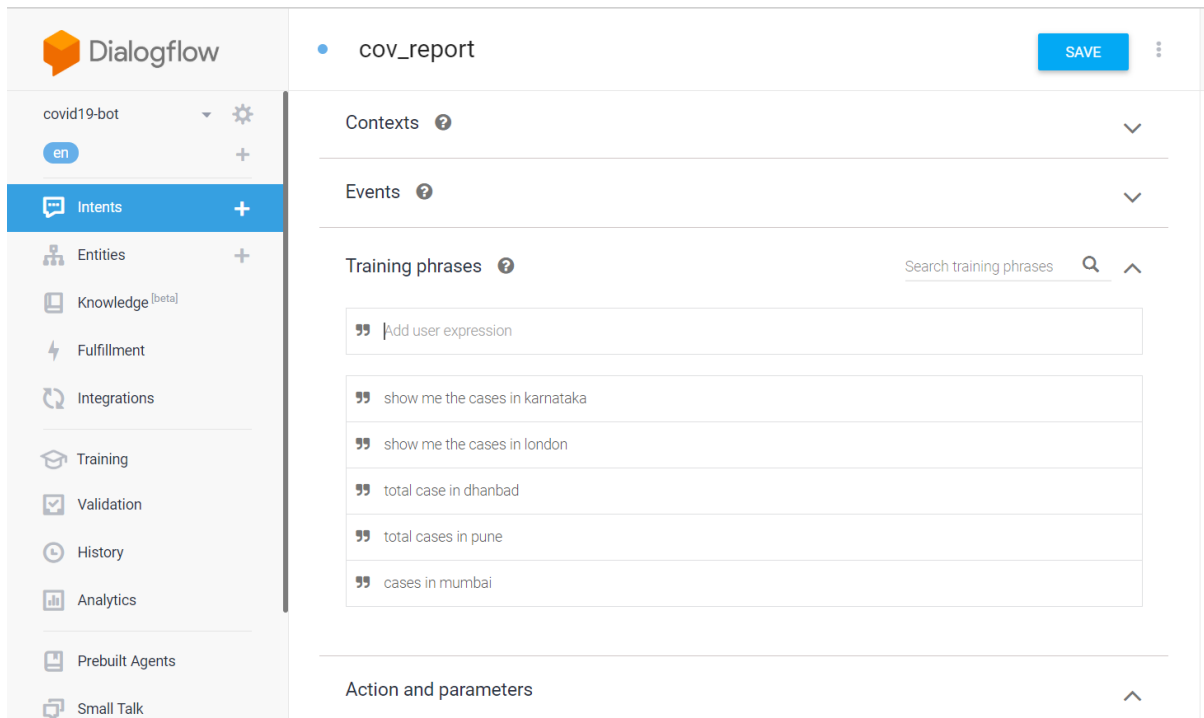 Dialogflow
covid19-bot
en
Intents
Entities
Knowledge [beta]
Fulfillment
Integrations
Training
Validation
History
Analytics
Prebuilt Agents
Small Talk
cov_report
SAVE
Contexts
Events
Training phrases
Search training phrases
Add user expression
show me the cases in karnataka
show me the cases in london
total case in dhanbad
total cases in pune
cases in mumbai
Action and parameters